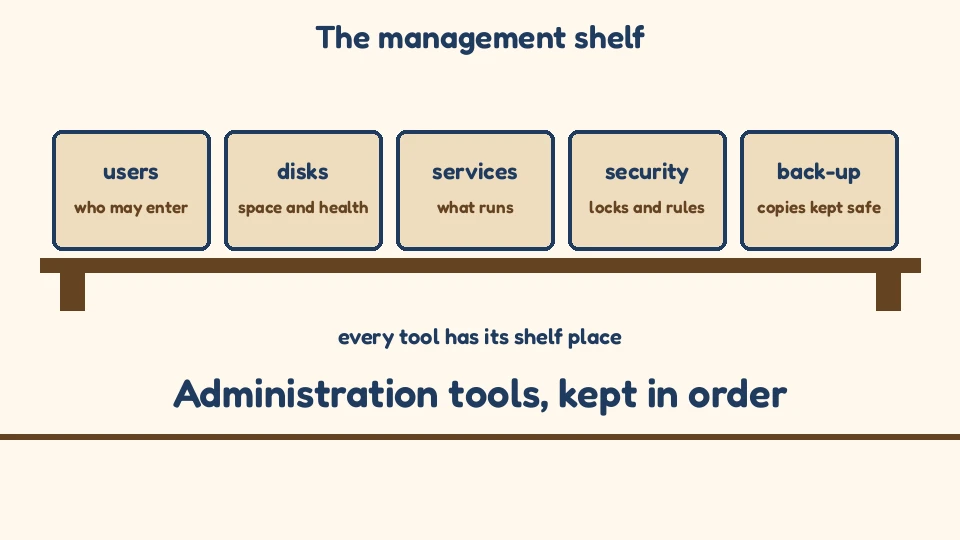 The management shelf
users
who may enter
disks
space and health
services
what runs
security
locks and rules
back-up
copies kept safe
every tool has its shelf place
Administration tools, kept in order